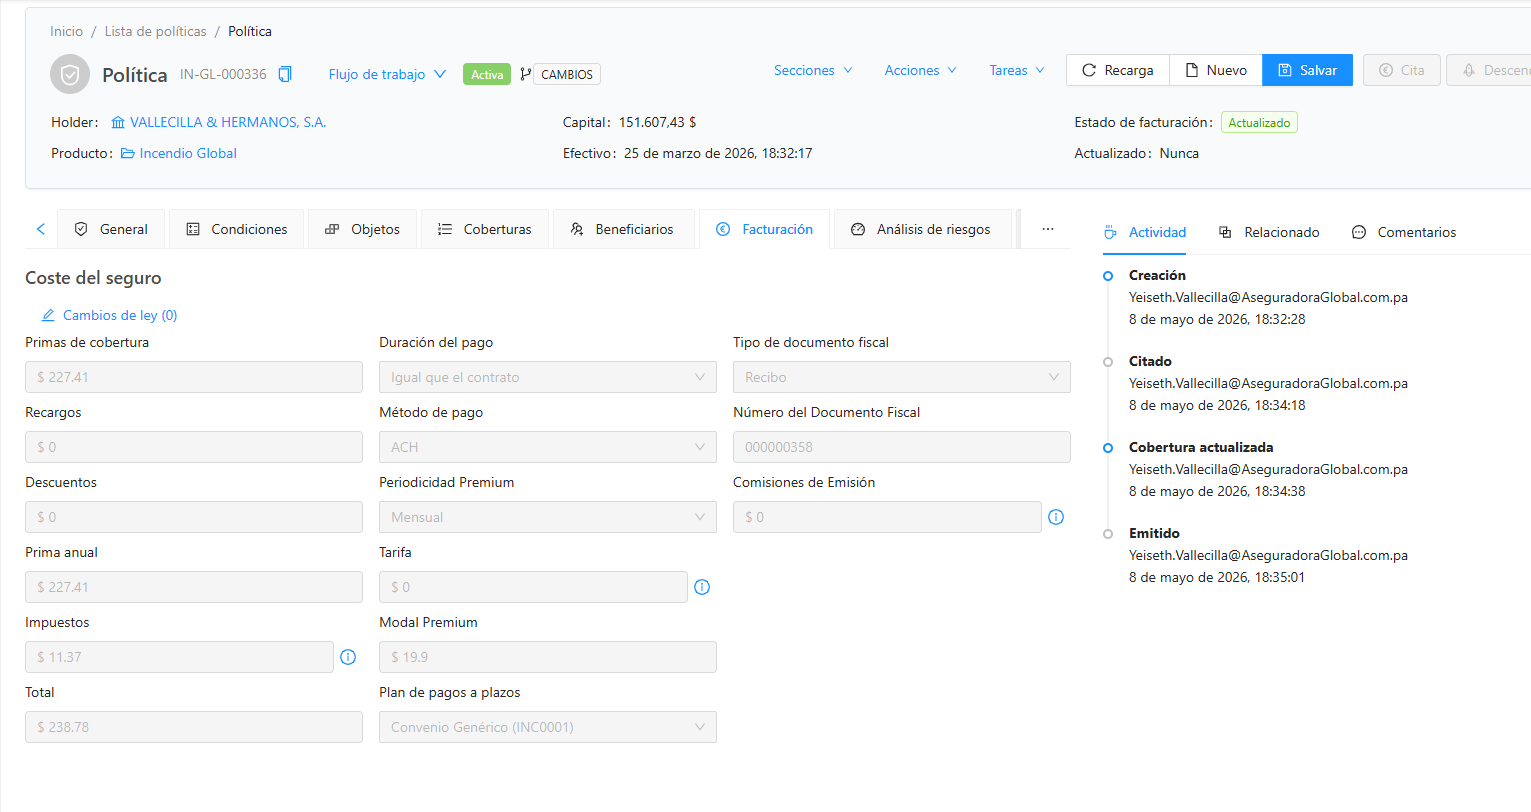 Inicio / Lista de políticas / Política
Política IN-GL-000336 Flujo de trabajo Activa CAMBIOS Secciones Acciones Tareas Recarga Nuevo Salvar Cita Descend
Holder: VALLECILLA & HERMANOS, S.A. Capital: 151.607,43 $ Estado de facturación: Actualizado
Producto: Incendio Global Efectivo: 25 de marzo de 2026, 18:32:17 Actualizado: Nunca
General Condiciones Objetos Coberturas Beneficiarios Facturación Análisis de riesgos ...
Coste del seguro
Cambios de ley (0)
Primas de cobertura Duración del pago Tipo de documento fiscal
$ 227.41 Igual que el contrato Recibo
Recargos Método de pago Número del Documento Fiscal
$ 0 ACH 000000358
Descuentos Periodicidad Premium Comisiones de Emisión
$ 0 Mensual $ 0
Prima anual Tarifa
$ 227.41 $ 0
Impuestos Modal Premium
$ 11.37 $ 19.9
Total Plan de pagos a plazos
$ 238.78 Convenio Genérico (INC0001)
Actividad Relacionado Comentarios
Creación
Yeiseth.Vallecilla@AseguradoraGlobal.com.pa
8 de mayo de 2026, 18:32:28
Citado
Yeiseth.Vallecilla@AseguradoraGlobal.com.pa
8 de mayo de 2026, 18:34:18
Cobertura actualizada
Yeiseth.Vallecilla@AseguradoraGlobal.com.pa
8 de mayo de 2026, 18:34:38
Emitido
Yeiseth.Vallecilla@AseguradoraGlobal.com.pa
8 de mayo de 2026, 18:35:01